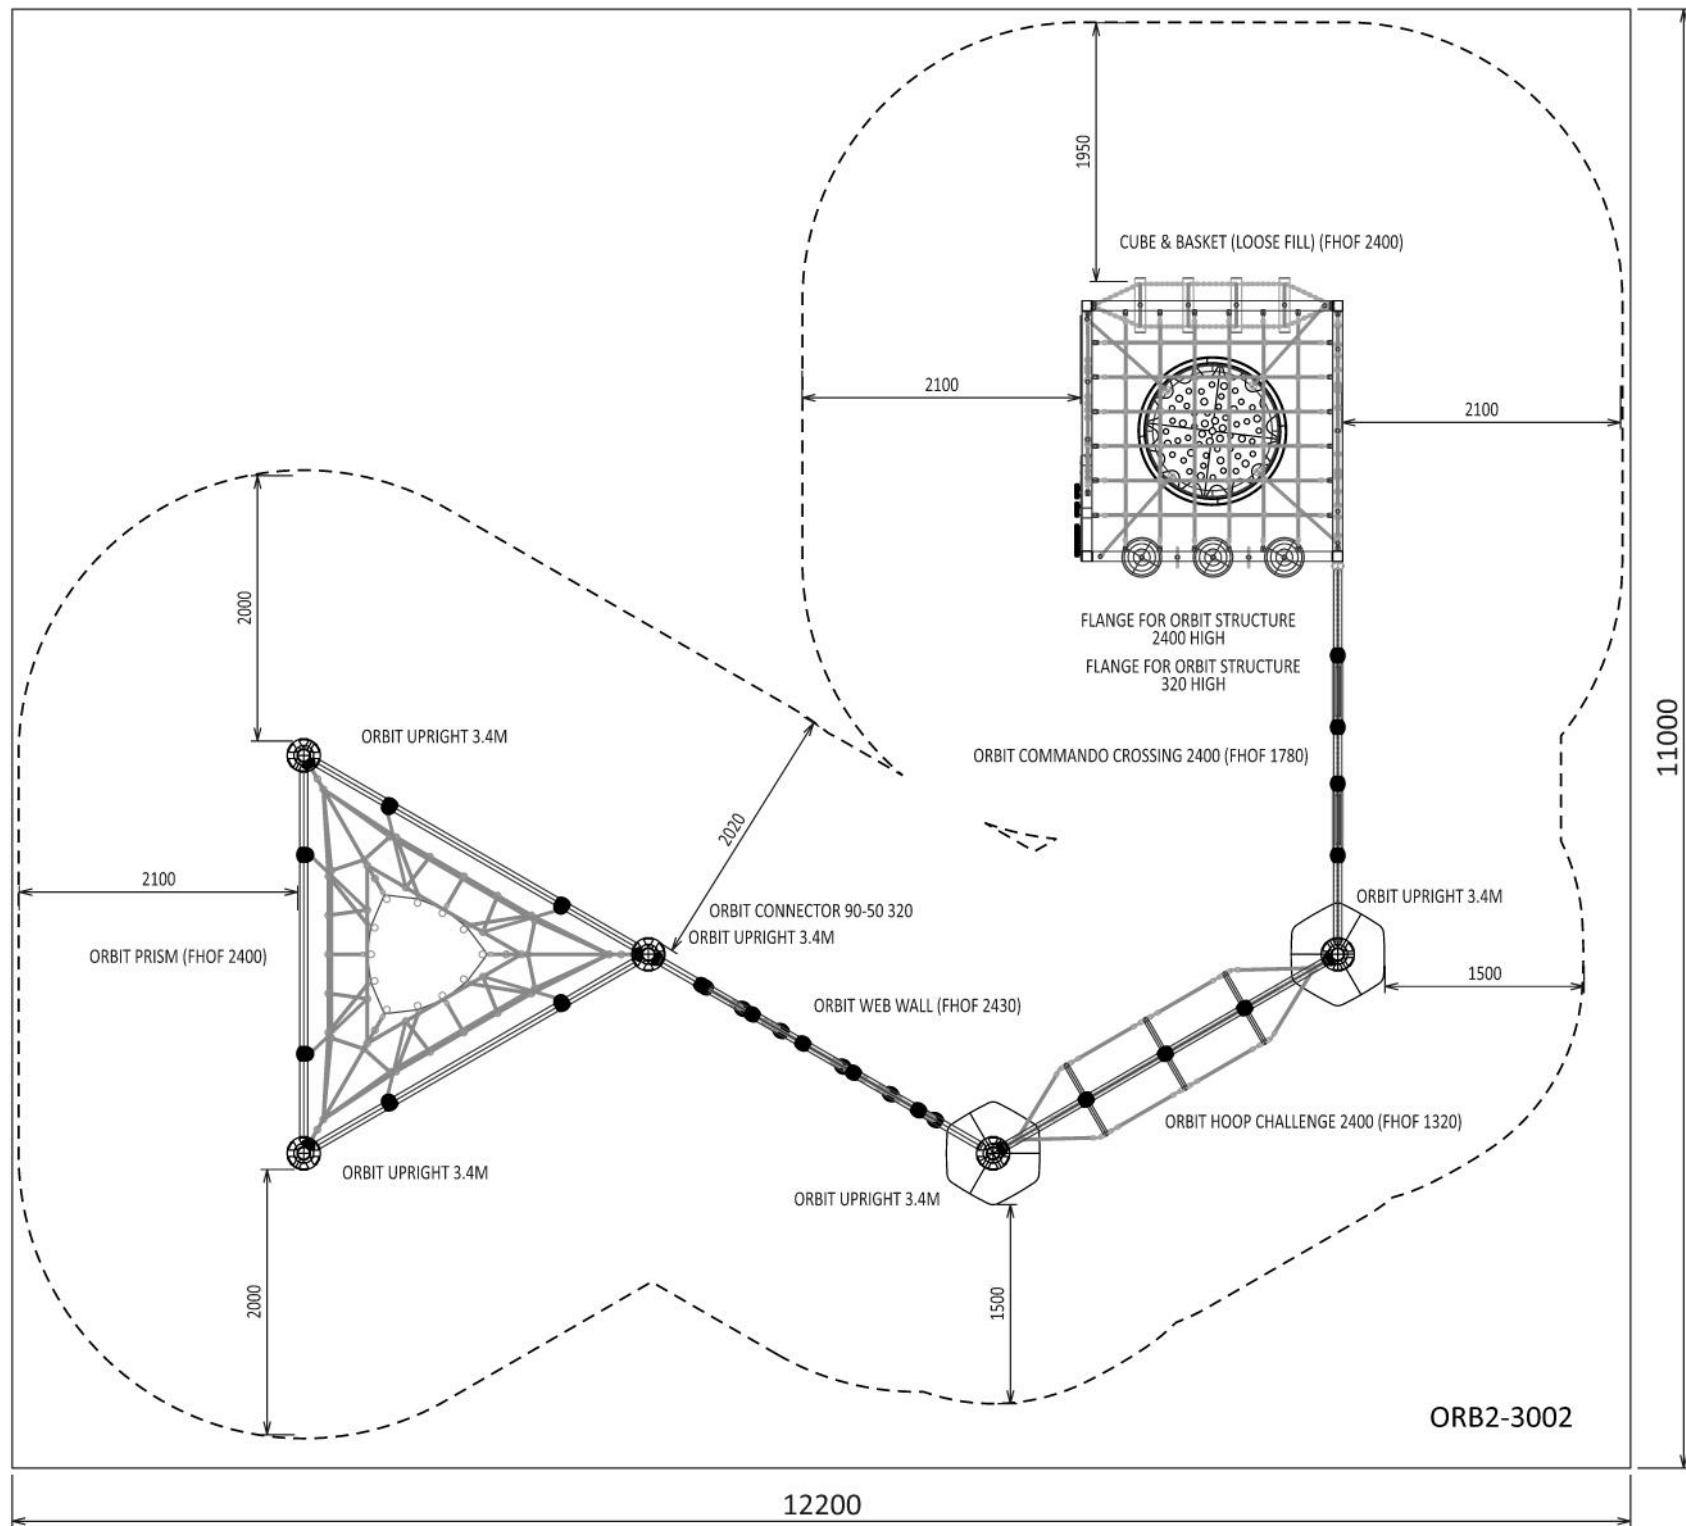 1950
CUBE & BASKET (LOOSE FILL) (FHOF 2400)
2100
2100
2000
FLANGE FOR ORBIT STRUCTURE
2400 HIGH
FLANGE FOR ORBIT STRUCTURE
320 HIGH
11000
ORBIT UPRIGHT 3.4M
ORBIT COMMANDO CROSSING 2400 (FHOF 1780)
2020
2100
ORBIT UPRIGHT 3.4M
ORBIT CONNECTOR 90-50 320
ORBIT UPRIGHT 3.4M
ORBIT PRISM (FHOF 2400)
1500
ORBIT WEB WALL (FHOF 2430)
ORBIT HOOP CHALLENGE 2400 (FHOF 1320)
ORBIT UPRIGHT 3.4M
ORBIT UPRIGHT 3.4M
2000
1500
ORB2-3002
12200